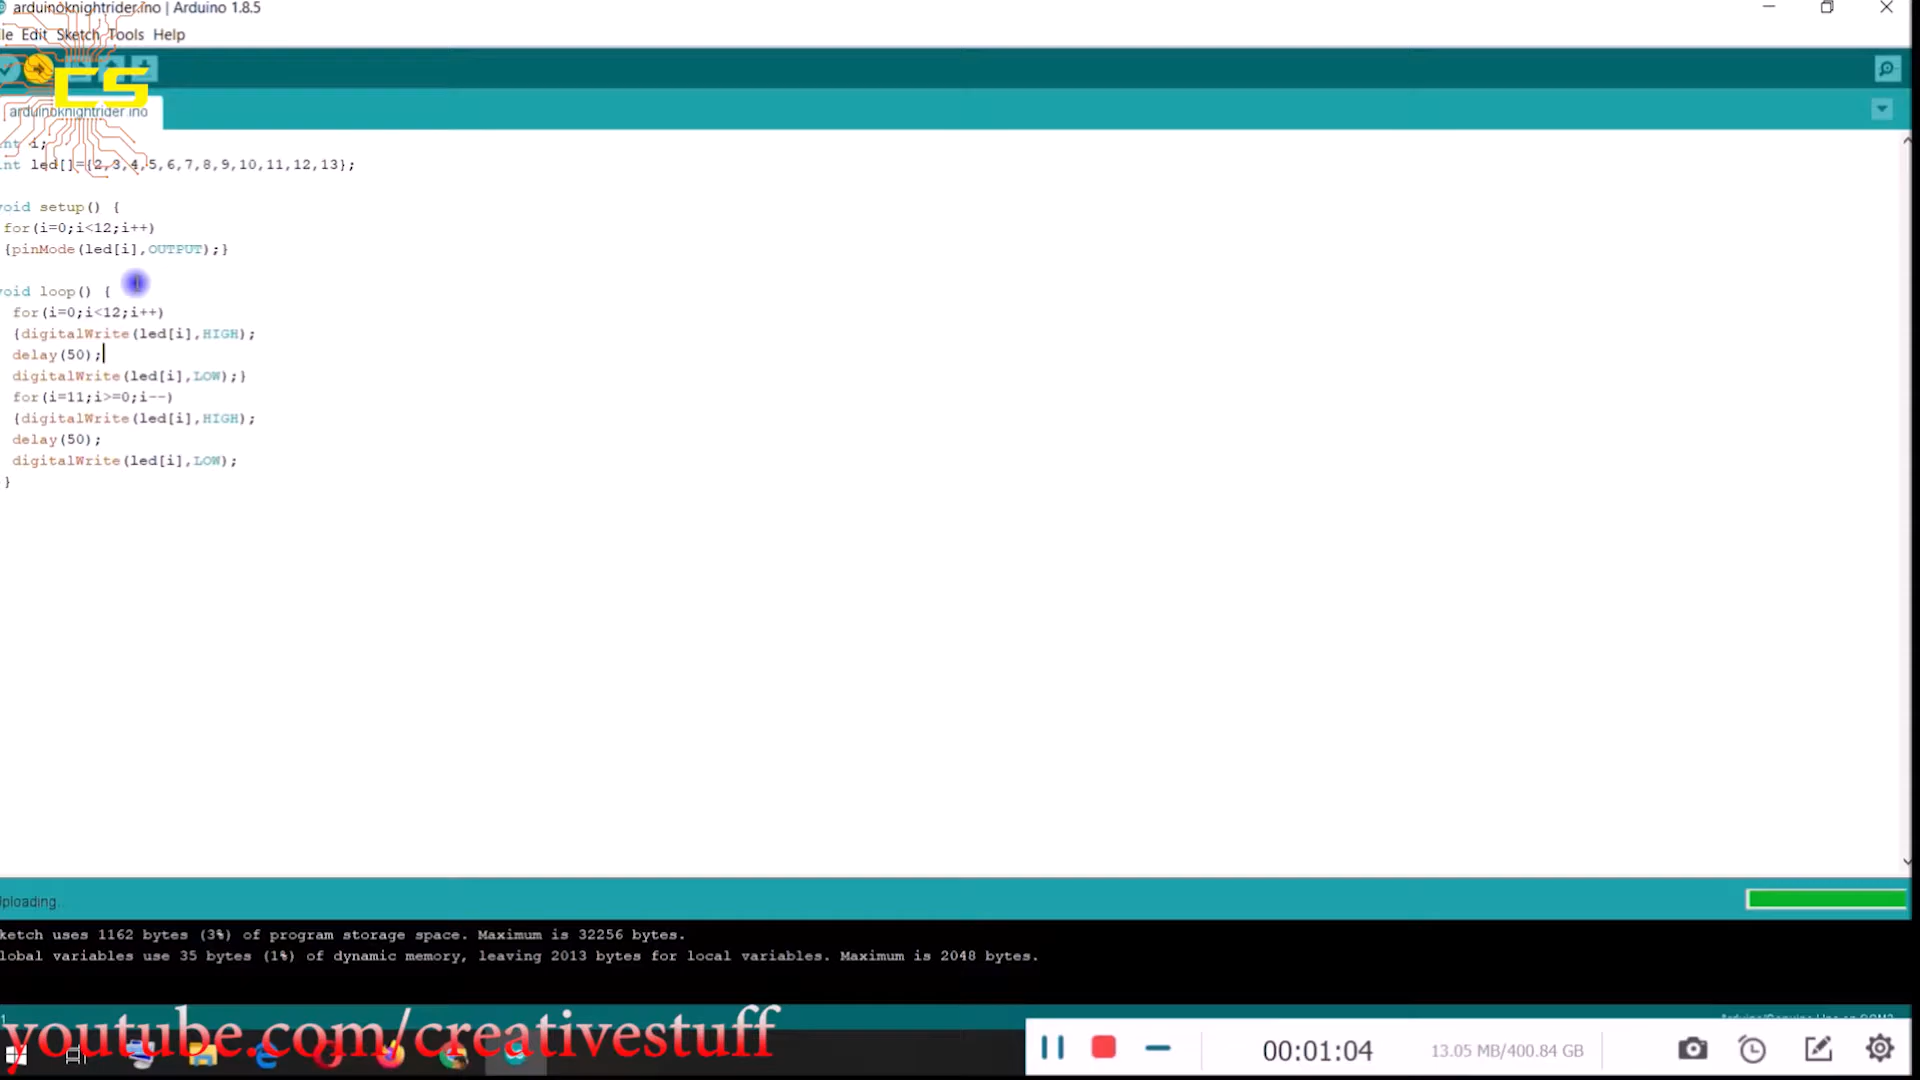 arduinoknightrider.ino | Arduino 1.8.5
le Edit Sketch Tools Help
CS
arduinoknightrider.ino
nt i;
nt led[]={2,3,4,5,6,7,8,9,10,11,12,13};
void setup() {
for(i=0;i<12;i++)
{pinMode(led[i],OUTPUT);}
void loop() {
for(i=0;i<12;i++)
{digitalWrite(led[i],HIGH);
delay(50);
digitalWrite(led[i],LOW);}
for(i=11;i>=0;i--)
{digitalWrite(led[i],HIGH);
delay(50);
digitalWrite(led[i],LOW);
}
Uploading...
ketch uses 1162 bytes (3%) of program storage space. Maximum is 32256 bytes.
lobal variables use 35 bytes (1%) of dynamic memory, leaving 2013 bytes for local variables. Maximum is 2048 bytes.
youtube.com/creativestuff
00:01:04
13.05 MB/400.84 GB